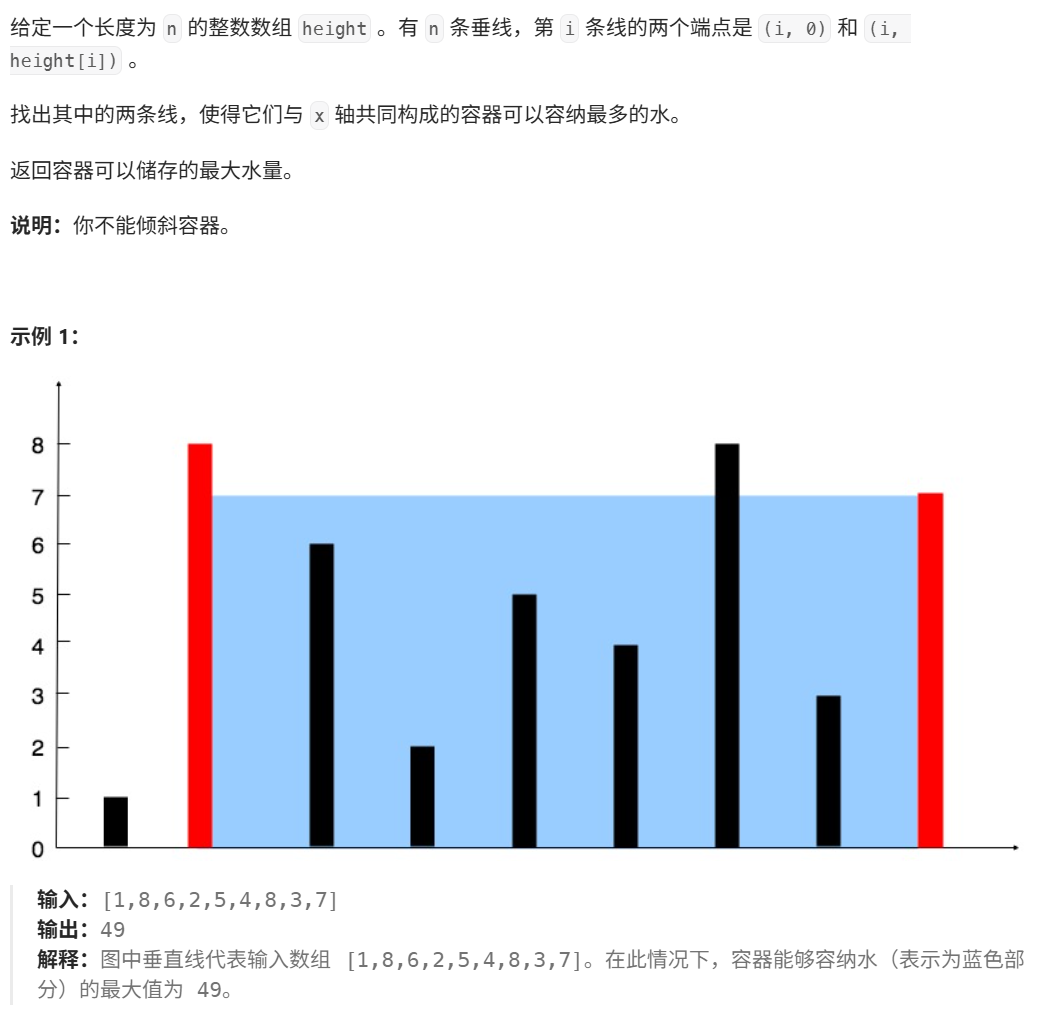 给定一个长度为 n 的整数数组 height 。有 n 条垂线，第 i 条线的两个端点是 (i, 0) 和 (i,
height[i]) 。
找出其中的两条线，使得它们与 x 轴共同构成的容器可以容纳最多的水。
返回容器可以储存的最大水量。
说明：你不能倾斜容器。
示例 1：
8
7
6
5
4
3
2
1
0
输入：[1,8,6,2,5,4,8,3,7]
输出：49
解释：图中垂直线代表输入数组 [1,8,6,2,5,4,8,3,7]。在此情况下，容器能够容纳水（表示为蓝色部
分）的最大值为 49。